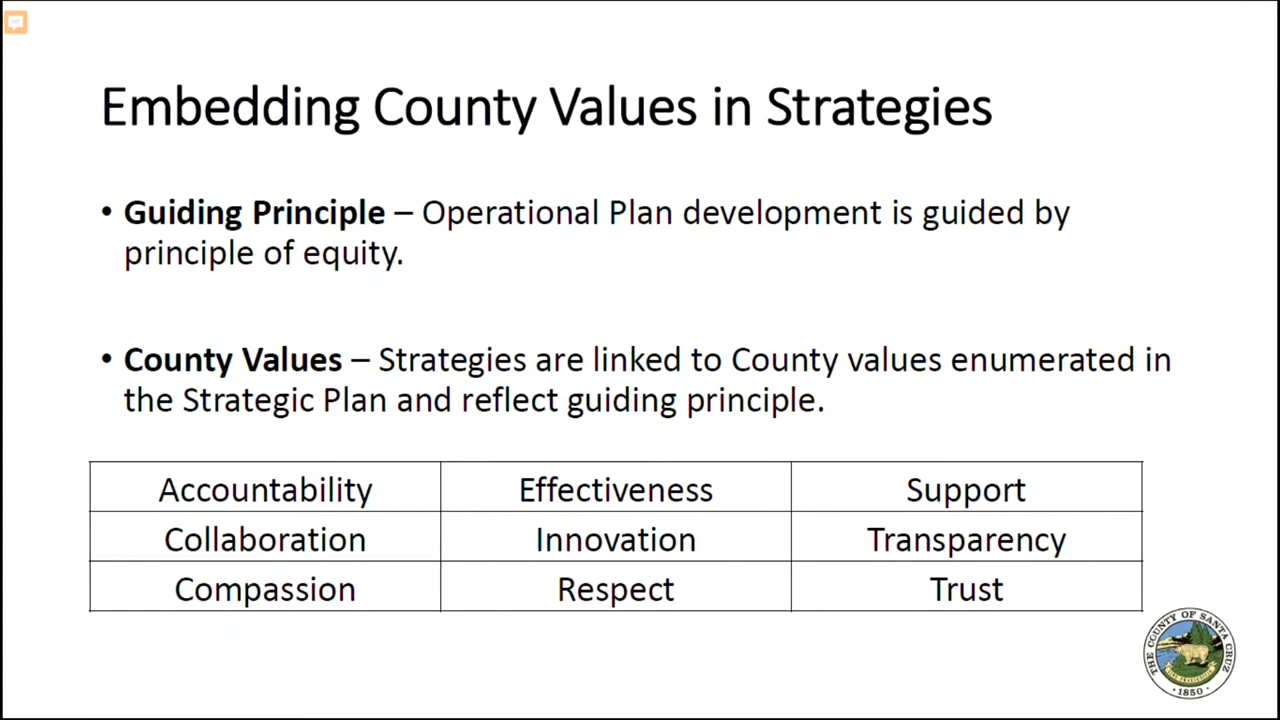 Embedding County Values in Strategies
• Guiding Principle – Operational Plan development is guided by
principle of equity.
• County Values – Strategies are linked to County values enumerated in
the Strategic Plan and reflect guiding principle.
Accountability Effectiveness Support
Collaboration Innovation Transparency
Compassion Respect Trust
THE COUNTY OF SANTA CRUZ
1850